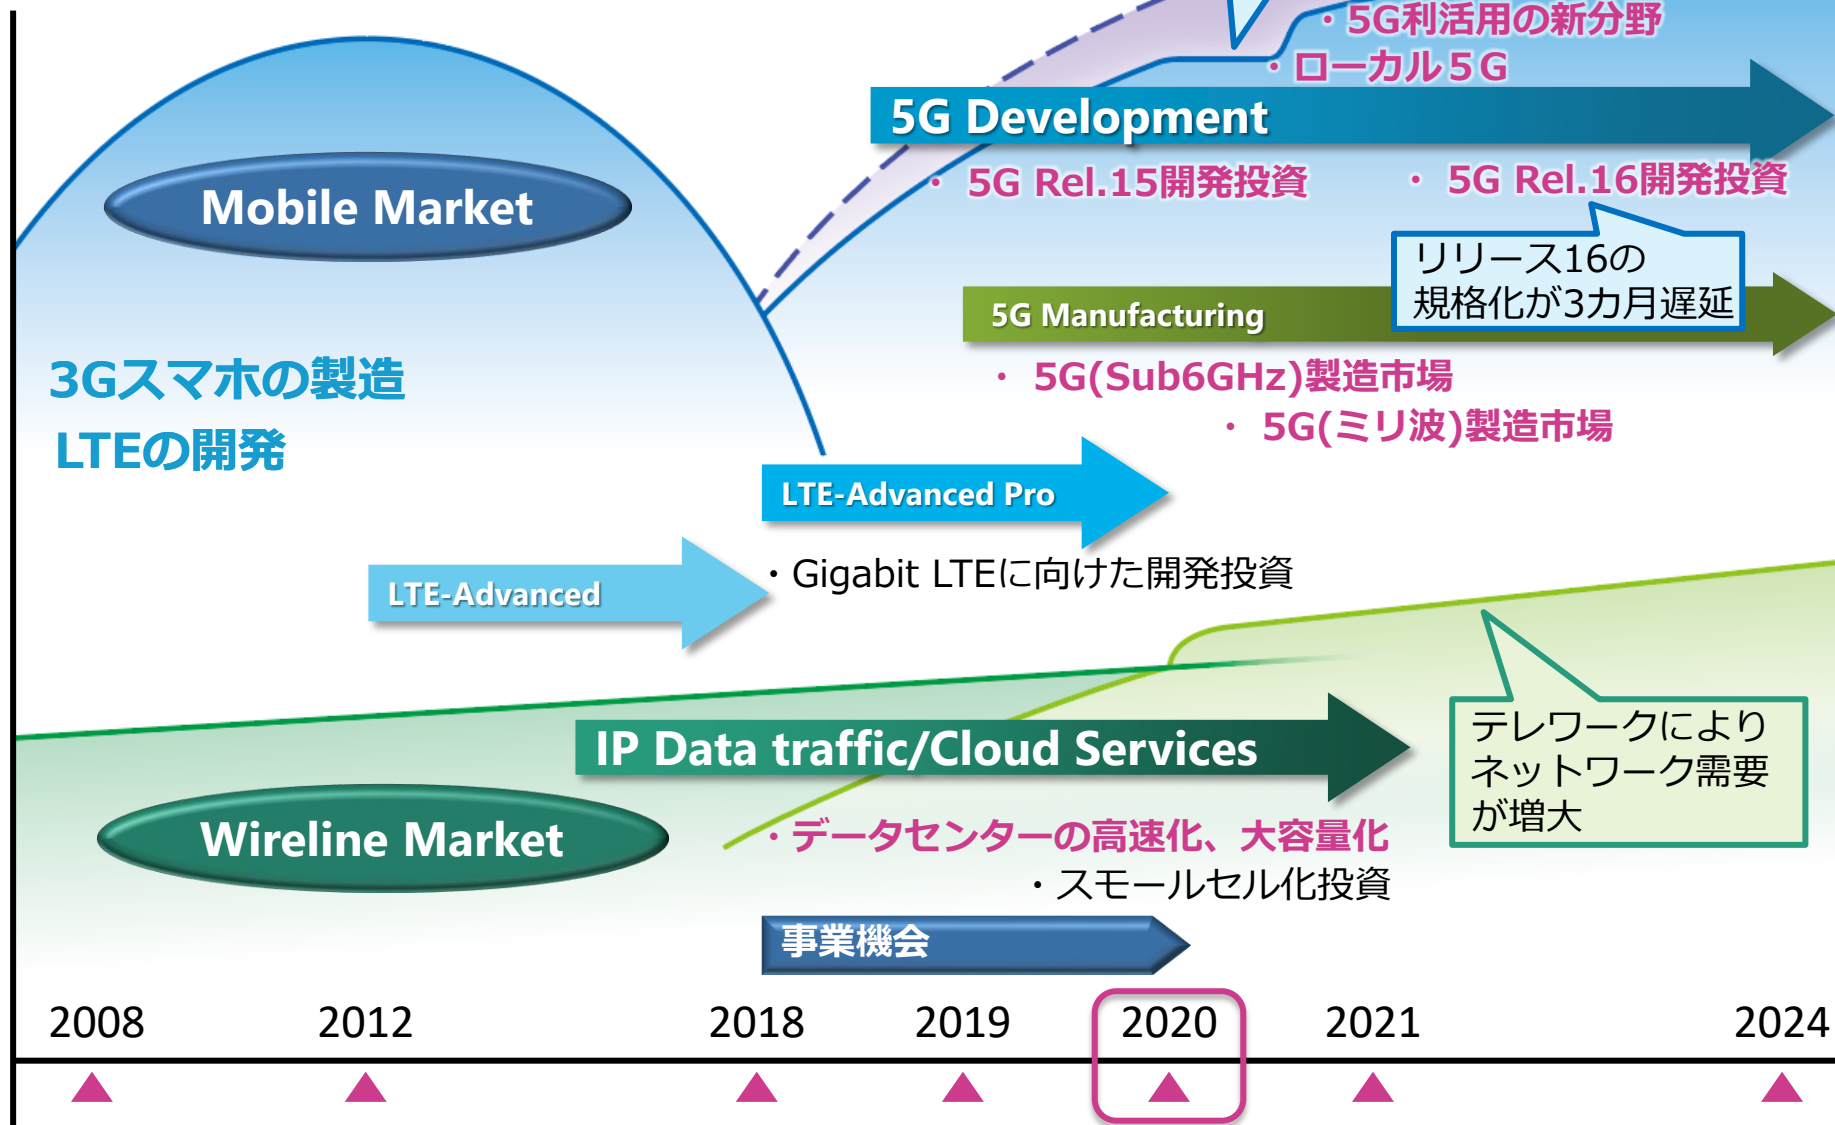 ・5G利活用の新分野
・ローカル５G
5G Development
・ 5G Rel.15開発投資
・ 5G Rel.16開発投資
Mobile Market
リリース16の
規格化が3カ月遅延
5G Manufacturing
3Gスマホの製造
・ 5G(Sub6GHz)製造市場
・ 5G(ミリ波)製造市場
LTEの開発
LTE-Advanced Pro
・Gigabit LTEに向けた開発投資
LTE-Advanced
テレワークにより
ネットワーク需要
が増大
IP Data traffic/Cloud Services
Wireline Market
・データセンターの高速化、大容量化
・スモールセル化投資
事業機会
2008 2012 2018 2019 2020 2021 2024